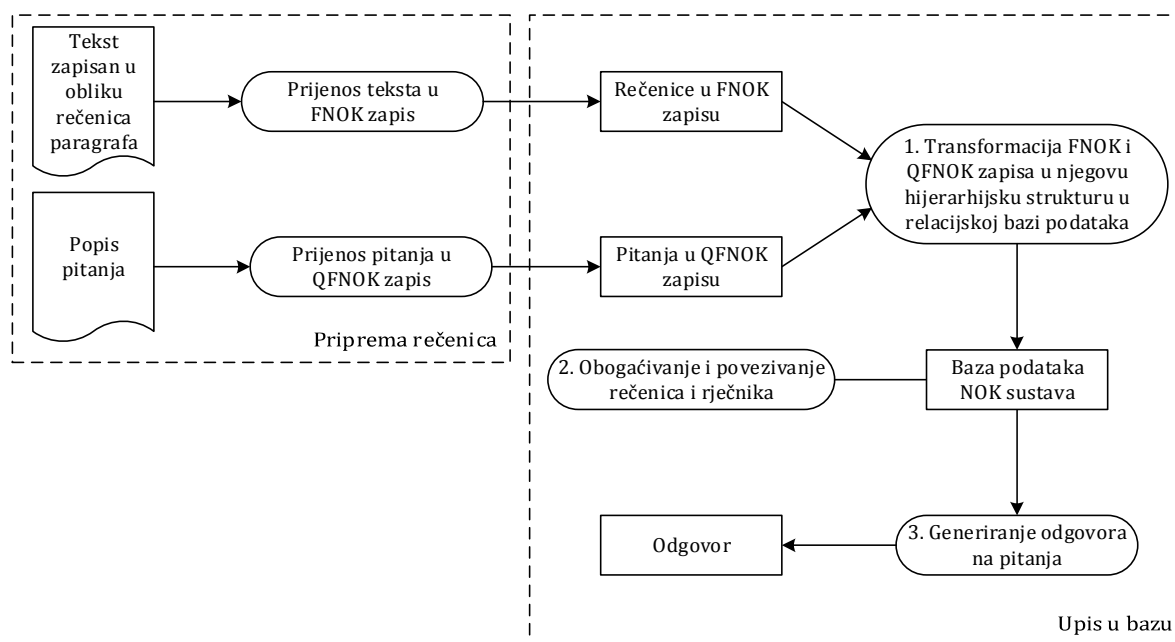 Tekst
zapisan u
obliku
rečenica
paragrafa
Prijenos teksta u
FNOK zapis
Rečenice u FNOK
zapisu
1. Transformacija FNOK i
QFNOK zapisa u njegovu
hijerarhijsku strukturu u
relacijskoj bazi podataka
Popis
pitanja
Prijenos pitanja u
QFNOK zapis
Pitanja u QFNOK
zapisu
Priprema rečenica
2. Obogaćivanje i povezivanje
rečenica i rječnika
Baza podataka
NOK sustava
Odgovor
3. Generiranje odgovora
na pitanja
Upis u bazu